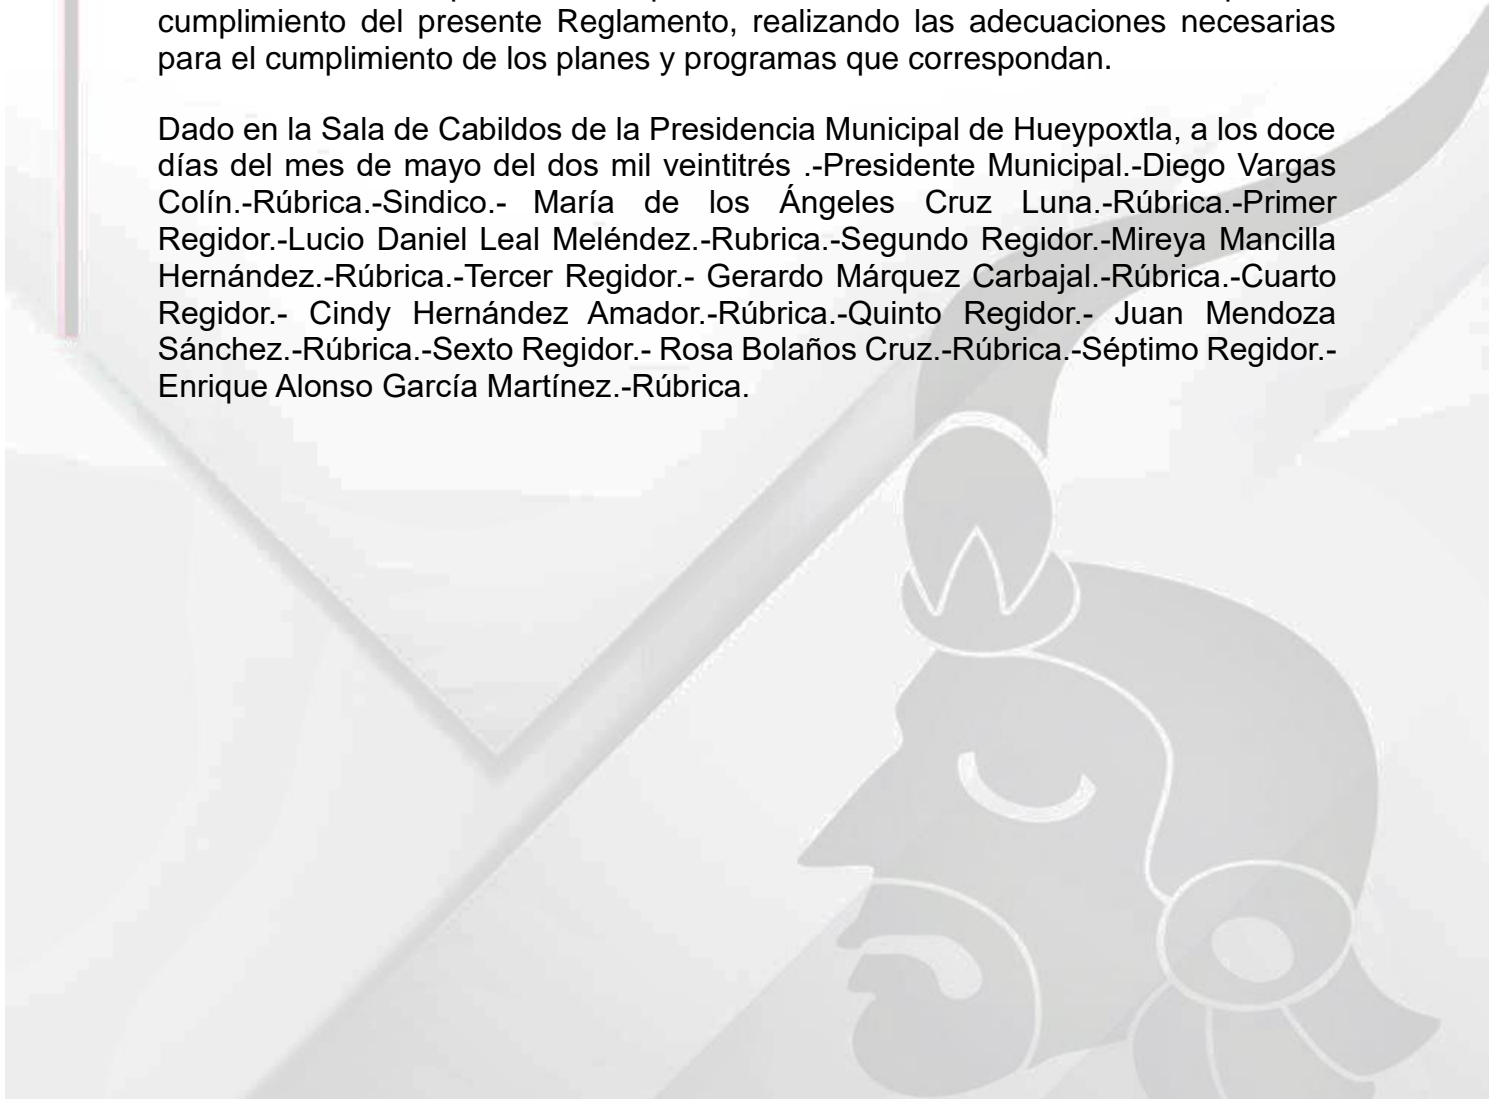 cumplimiento del presente Reglamento, realizando las adecuaciones necesarias
para el cumplimiento de los planes y programas que correspondan.
Dado en la Sala de Cabildos de la Presidencia Municipal de Hueypoxtla, a los doce
días del mes de mayo del dos mil veintitrés .-Presidente Municipal.-Diego Vargas
Colín.-Rúbrica.-Sindico.- María de los Ángeles Cruz Luna.-Rúbrica.-Primer
Regidor.-Lucio Daniel Leal Meléndez.-Rubrica.-Segundo Regidor.-Mireya Mancilla
Hernández.-Rúbrica.-Tercer Regidor.- Gerardo Márquez Carbajal.-Rúbrica.-Cuarto
Regidor.- Cindy Hernández Amador.-Rúbrica.-Quinto Regidor.- Juan Mendoza
Sánchez.-Rúbrica.-Sexto Regidor.- Rosa Bolaños Cruz.-Rúbrica.-Séptimo Regidor.-
Enrique Alonso García Martínez.-Rúbrica.